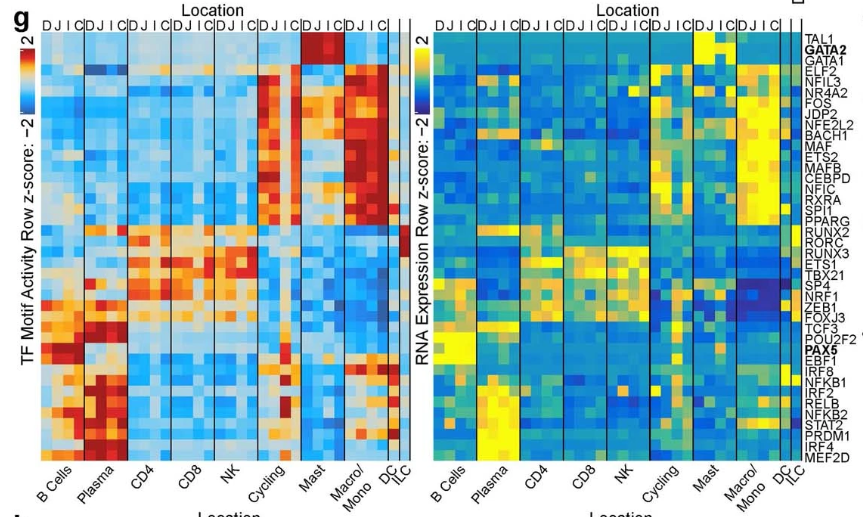 g
Location
Location
D J I C D J I C D J I C D J I C D J I C D J I C D J I C D J I C
D J I C D J I C D J I C D J I C D J I C D J I C D J I C D J I C
TF Motif Activity Row z-score: −2 2
RNA Expression Row z-score: −2 2
TAL1
GATA2
GATA1
ELF2
NFIL3
NR4A2
FOS
JDP2
NFE2L2
BACH1
MAF
ETS2
MAFB
CEBPD
NFIC
RXRA
SPI1
PPARG
RUNX2
RORC
RUNX3
ETS1
TBX21
SP4
NRF1
ZEB1
FOXJ3
TCF3
POU2F2
PAX5
EBF1
IRF8
NFKB1
IRF2
RELB
NFKB2
STAT2
PRDM1
IRF4
MEF2D
B Cells
Plasma
CD4
CD8
NK
Cycling
Mast
Macro/
Mono
DC
ILC
B Cells
Plasma
CD4
CD8
NK
Cycling
Mast
Macro/
Mono
DC
ILC
Location
Location